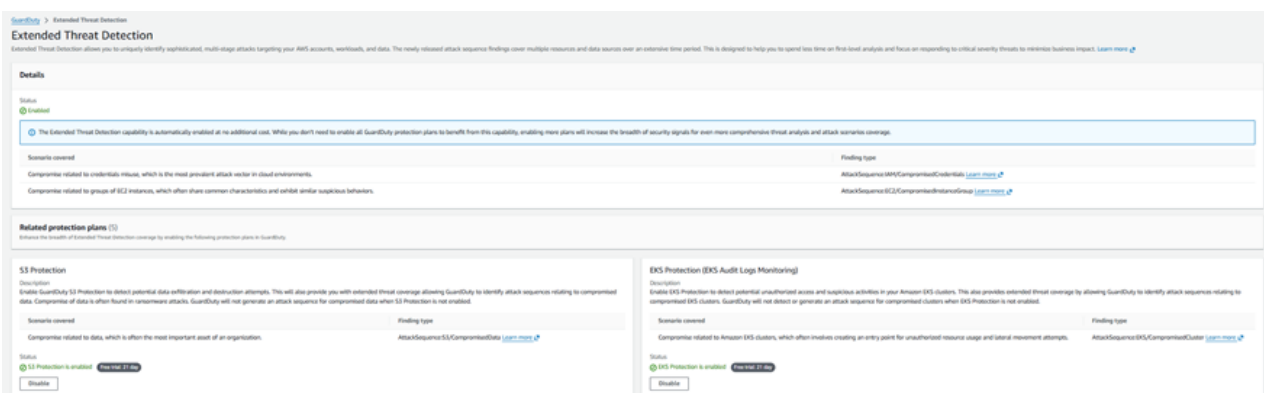 GuardDuty > Extended Threat Detection
Extended Threat Detection
Extended Threat Detection allows you to uniquely identify sophisticated, multi-stage attacks targeting your AWS accounts, workloads, and data. The newly released attack sequence findings cover multiple resources and data sources over an extensive time period. This is designed to help you to spend less time on first-level analysis and focus on responding to critical severity threats to minimize business impact. Learn more
Details
Status
Enabled
The Extended Threat Detection capability is automatically enabled at no additional cost. While you don't need to enable all GuardDuty protection plans to benefit from this capability, enabling more plans will increase the breadth of security signals for even more comprehensive threat analysis and attack scenarios coverage.
Scenario covered Finding type
Compromise related to credentials misuse, which is the most prevalent attack vector in cloud environments. AttackSequence:IAM/CompromisedCredentials Learn more
Compromise related to groups of EC2 instances, which often share common characteristics and exhibit similar suspicious behaviors. AttackSequence:EC2/CompromisedInstanceGroup Learn more
Related protection plans (5)
Enhance the breadth of Extended Threat Detection coverage by enabling the following protection plans in GuardDuty
S3 Protection
Description
Enable GuardDuty S3 Protection to detect potential data exfiltration and destruction attempts. This will also provide you with extended threat coverage allowing GuardDuty to identify attack sequences relating to compromised
data. Compromise of data is often found in ransomware attacks. GuardDuty will not generate an attack sequence for compromised data when S3 Protection is not enabled.
Scenario covered Finding type
Compromise related to data, which is often the most important asset of an organization. AttackSequence:S3/CompromisedData Learn more
Status
S3 Protection is enabled Free trial: 21 day
Disable
EKS Protection (EKS Audit Logs Monitoring)
Description
Enable EKS Protection to detect potential unauthorized access and suspicious activities in your Amazon EKS clusters. This also provides extended threat coverage by allowing GuardDuty to identify attack sequences relating to
compromised EKS clusters. GuardDuty will not detect or generate an attack sequence for compromised clusters when EKS Protection is not enabled.
Scenario covered Finding type
Compromise related to Amazon EKS clusters, which often involves creating an entry point for unauthorized resource usage and lateral movement attempts. AttackSequence:EKS/CompromisedCluster Learn more
Status
EKS Protection is enabled Free trial: 21 day
Disable